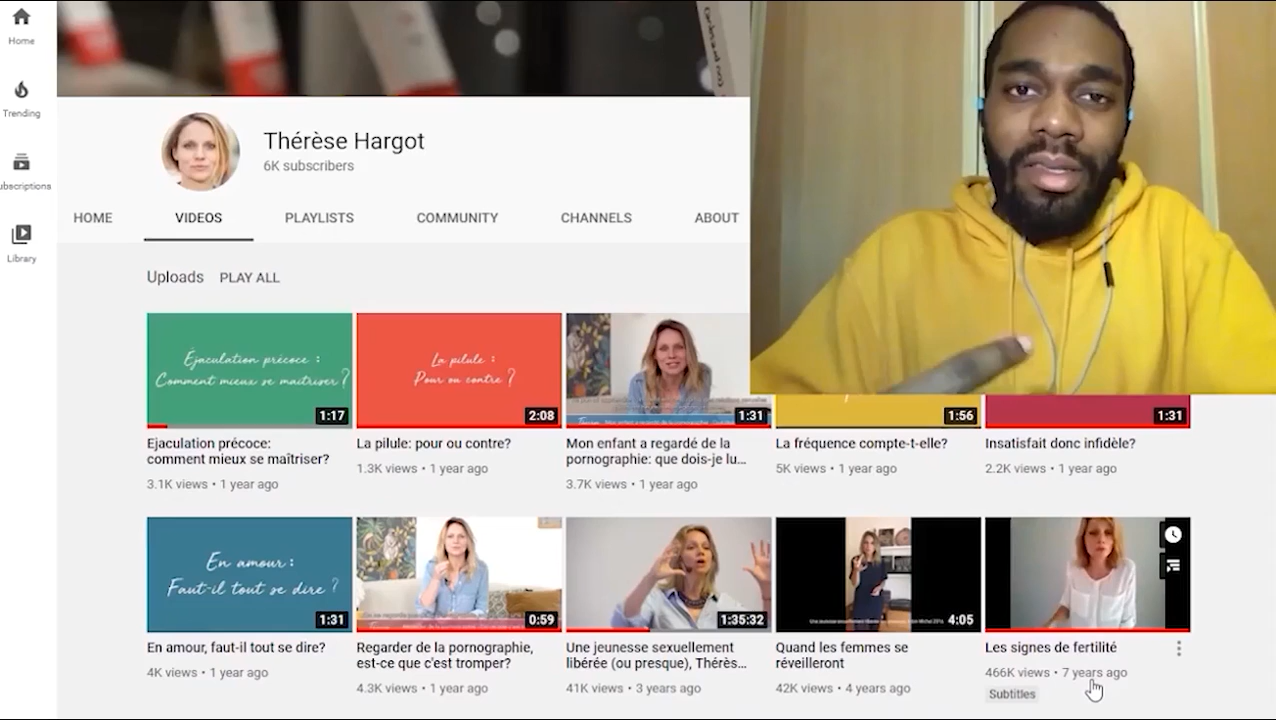 Home
Trending
ubscriptions
Library
Thérèse Hargot
6K subscribers
HOME VIDEOS PLAYLISTS COMMUNITY CHANNELS ABOUT
Uploads PLAY ALL
Éjaculation précoce :
Comment mieux se maîtriser ?
1:17
La pilule :
Pour ou contre ?
2:08
1:31
1:56
1:31
Ejaculation précoce:
comment mieux se maîtriser?
3.1K views • 1 year ago
La pilule: pour ou contre?
1.3K views • 1 year ago
Mon enfant a regardé de la
pornographie: que dois-je lu...
3.7K views • 1 year ago
La fréquence compte-t-elle?
5K views • 1 year ago
Insatisfait donc infidèle?
2.2K views • 1 year ago
En amour :
Faut-il tout se dire ?
1:31
0:59
1:35:32
4:05
En amour, faut-il tout se dire?
4K views • 1 year ago
Regarder de la pornographie,
est-ce que c'est tromper?
4.3K views • 1 year ago
Une jeunesse sexuellement
libérée (ou presque), Thérès...
41K views • 3 years ago
Quand les femmes se
réveilleront
42K views • 4 years ago
Les signes de fertilité
466K views • 7 years ago
Subtitles